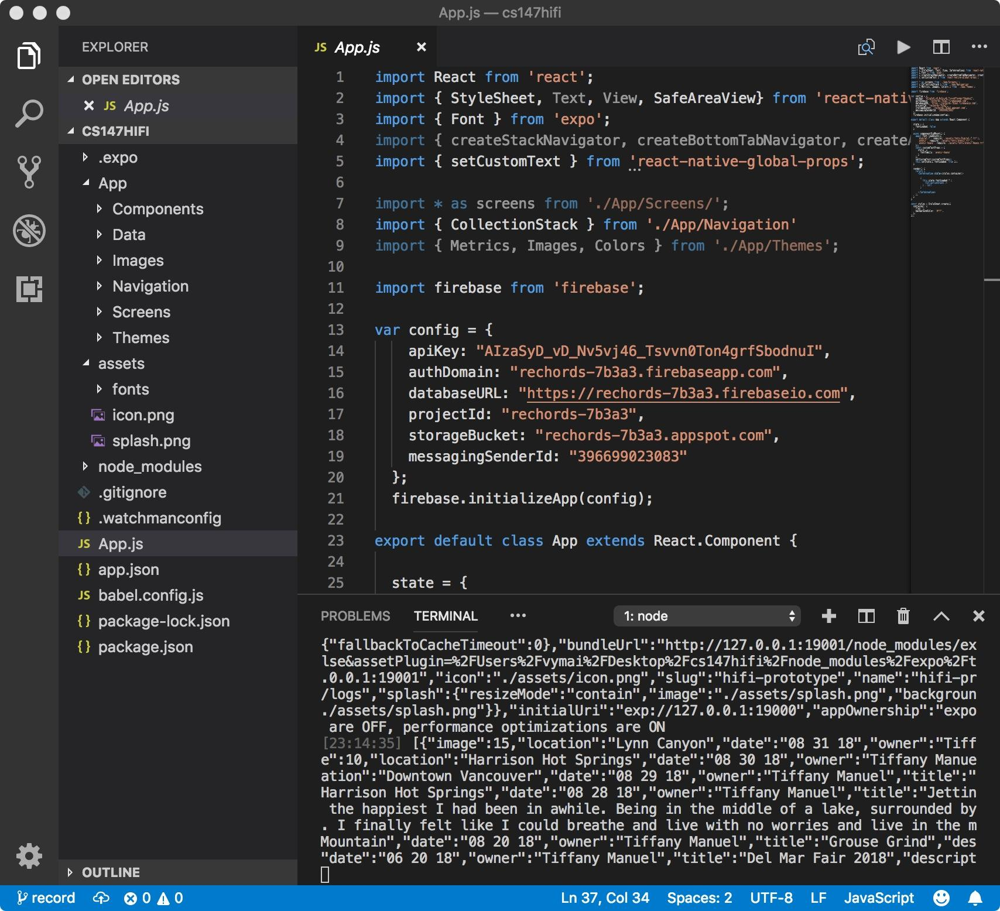 App.js — cs147hifi
EXPLORER
OPEN EDITORS
JS App.js
CS147HIFI
.expo
App
Components
Data
Images
Navigation
Screens
Themes
assets
fonts
icon.png
splash.png
node_modules
.gitignore
{} .watchmanconfig
JS App.js
{} app.json
JS babel.config.js
{} package-lock.json
{} package.json
OUTLINE
JS App.js
1 import React from 'react';
2 import { StyleSheet, Text, View, SafeAreaView} from 'react-nativ
3 import { Font } from 'expo';
4 import { createStackNavigator, createBottomTabNavigator, create
5 import { setCustomText } from 'react-native-global-props';
6
7 import * as screens from './App/Screens/';
8 import { CollectionStack } from './App/Navigation'
9 import { Metrics, Images, Colors } from './App/Themes';
10
11 import firebase from 'firebase';
12
13 var config = {
14 apiKey: "AIzaSyD_vD_Nv5vj46_Tsvvn0Ton4grfSbodnuI",
15 authDomain: "rechords-7b3a3.firebaseapp.com",
16 databaseURL: "https://rechords-7b3a3.firebaseio.com",
17 projectId: "rechords-7b3a3",
18 storageBucket: "rechords-7b3a3.appspot.com",
19 messagingSenderId: "396699023083"
20 };
21 firebase.initializeApp(config);
22
23 export default class App extends React.Component {
24
25 state = {
PROBLEMS TERMINAL 1: node
{"fallbackToCacheTimeout":0},"bundleUrl":"http://127.0.0.1:19001/node_modules/ex
lse&assetPlugin=%2FUsers%2Fvymai%2FDesktop%2Fcs147hifi%2Fnode_modules%2Fexpo%2Ft
.0.0.1:19001","icon":"./assets/icon.png","slug":"hifi-prototype","name":"hifi-pr
/logs","splash":{"resizeMode":"contain","image":"./assets/splash.png","backgroun
./assets/splash.png"}},"initialUri":"exp://127.0.0.1:19000","appOwnership":"expo
are OFF, performance optimizations are ON
[23:14:35] [{"image":15,"location":"Lynn Canyon","date":"08 31 18","owner":"Tiff
e":10,"location":"Harrison Hot Springs","date":"08 30 18","owner":"Tiffany Manue
ation":"Downtown Vancouver","date":"08 29 18","owner":"Tiffany Manuel","title":"
Harrison Hot Springs","date":"08 28 18","owner":"Tiffany Manuel","title":"Jettin
the happiest I had been in awhile. Being in the middle of a lake, surrounded by
. I finally felt like I could breathe and live with no worries and live in the m
Mountain","date":"08 20 18","owner":"Tiffany Manuel","title":"Grouse Grind","des
"date":"06 20 18","owner":"Tiffany Manuel","title":"Del Mar Fair 2018","descript
record 0 0 Ln 37, Col 34 Spaces: 2 UTF-8 LF JavaScript